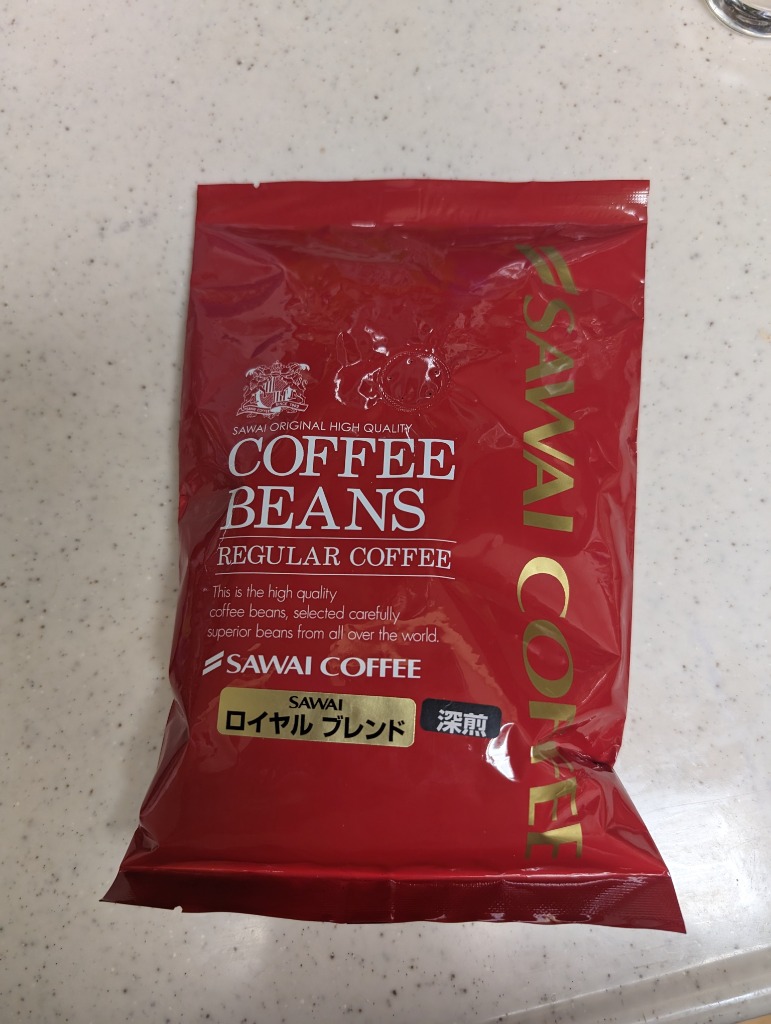 SAWAI ORIGINAL HIGH QUALITY
COFFEE
BEANS
REGULAR COFFEE
This is the high quality
coffee beans, selected carefully
superior beans from all over the world.
SAWAI COFFEE
SAWAI
ロイヤル ブレンド
深煎
SAWAI COFFEE